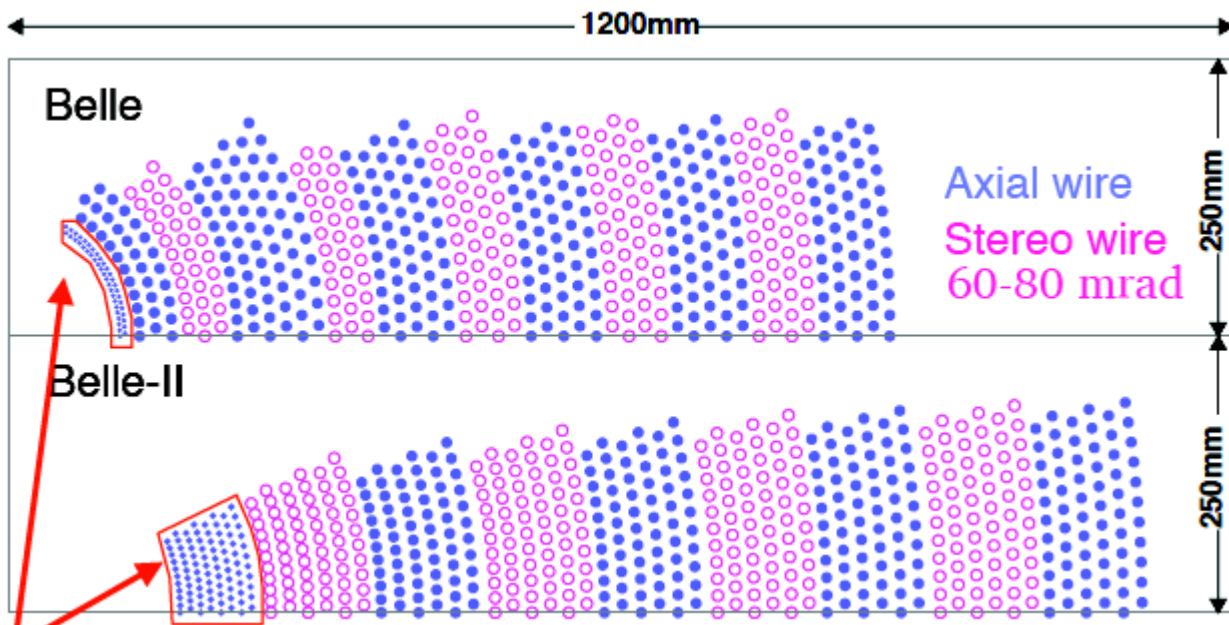 1200mm
Belle
Axial wire
Stereo wire
60-80 mrad
250mm
Belle-II
250mm